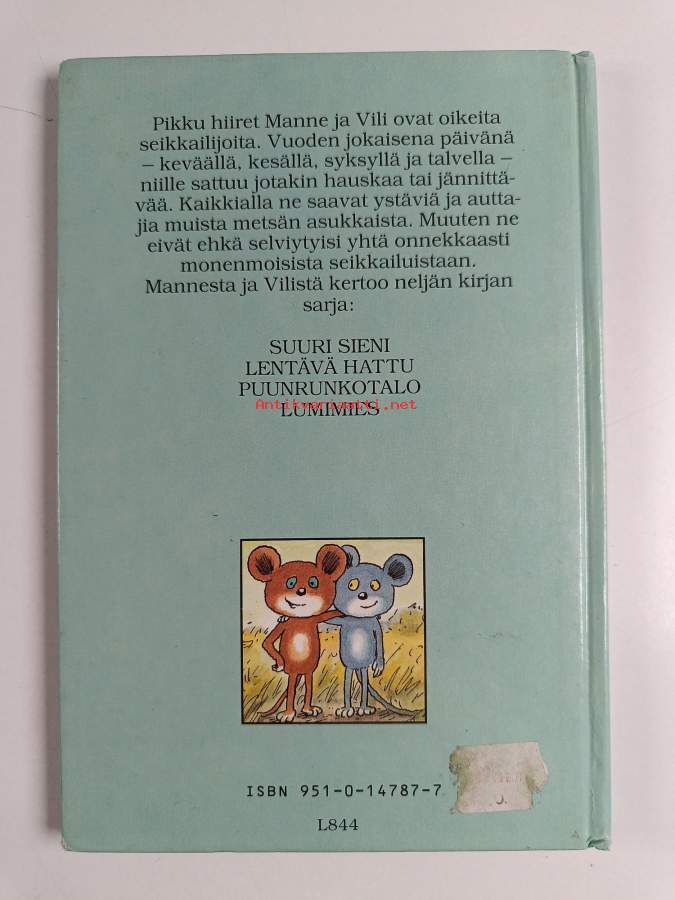 Pikku hiiret Manne ja Vili ovat oikeita
seikkailijoita. Vuoden jokaisena päivänä
– keväällä, kesällä, syksyllä ja talvella –
niille sattuu jotakin hauskaa tai jännittä-
vää. Kaikkialla ne saavat ystäviä ja autta-
jia muista metsän asukkaista. Muuten ne
eivät ehkä selviytyisi yhtä onnekkaasti
monenmoisista seikkailuistaan.
Mannesta ja Vilistä kertoo neljän kirjan
sarja:
SUURI SIENI
LENTÄVÄ HATTU
PUUNRUNKOTALO
Antikvariaatti.net
LUMIMIES
ISBN 951-0-14787-7
L844